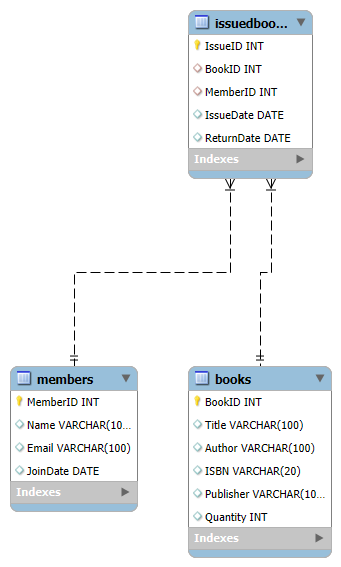 issuedboo...
IssueID INT
BookID INT
MemberID INT
IssueDate DATE
ReturnDate DATE
Indexes
members
MemberID INT
Name VARCHAR(10...
Email VARCHAR(100)
JoinDate DATE
Indexes
books
BookID INT
Title VARCHAR(100)
Author VARCHAR(100)
ISBN VARCHAR(20)
Publisher VARCHAR(10...
Quantity INT
Indexes